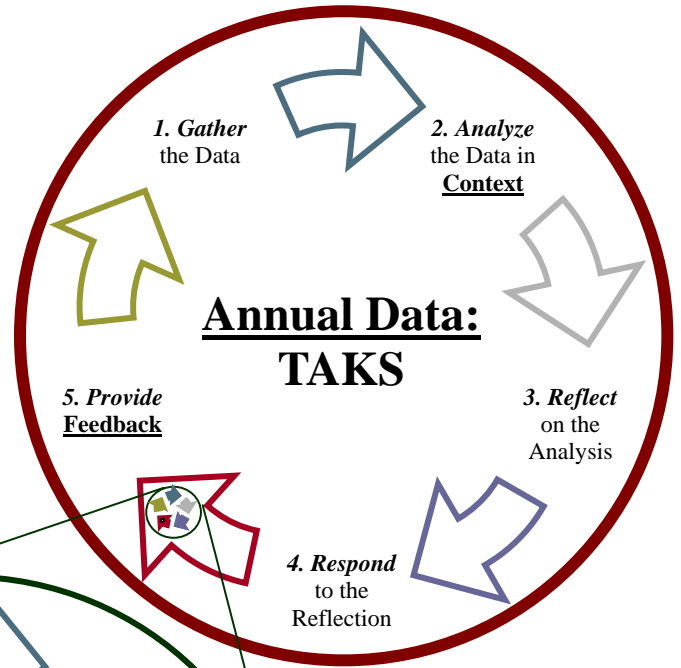 1. Gather
the Data
2. Analyze
the Data in
Context
Annual Data:
TAKS
3. Reflect
on the
Analysis
4. Respond
to the
Reflection
5. Provide
Feedback